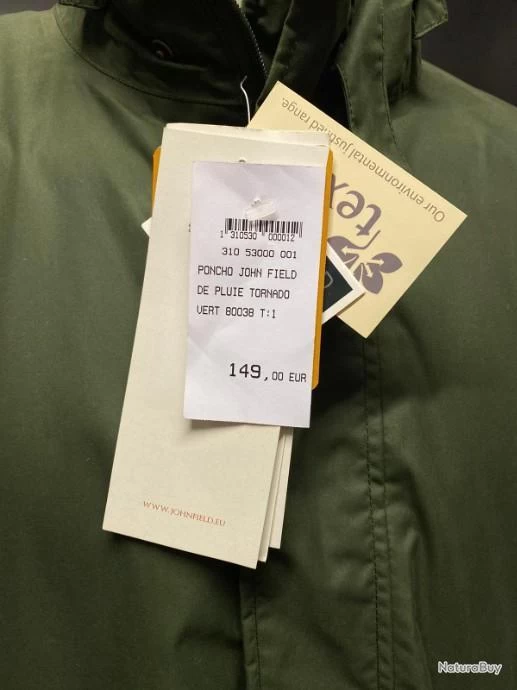 Our environmental justified range.
tex
1 310530 000012
310 53000 001
PONCHO JOHN FIELD
DE PLUIE TORNADO
VERT 80038 T:1
149,00 EUR
WWW.JOHNFIELD.EU
NaturaBuy